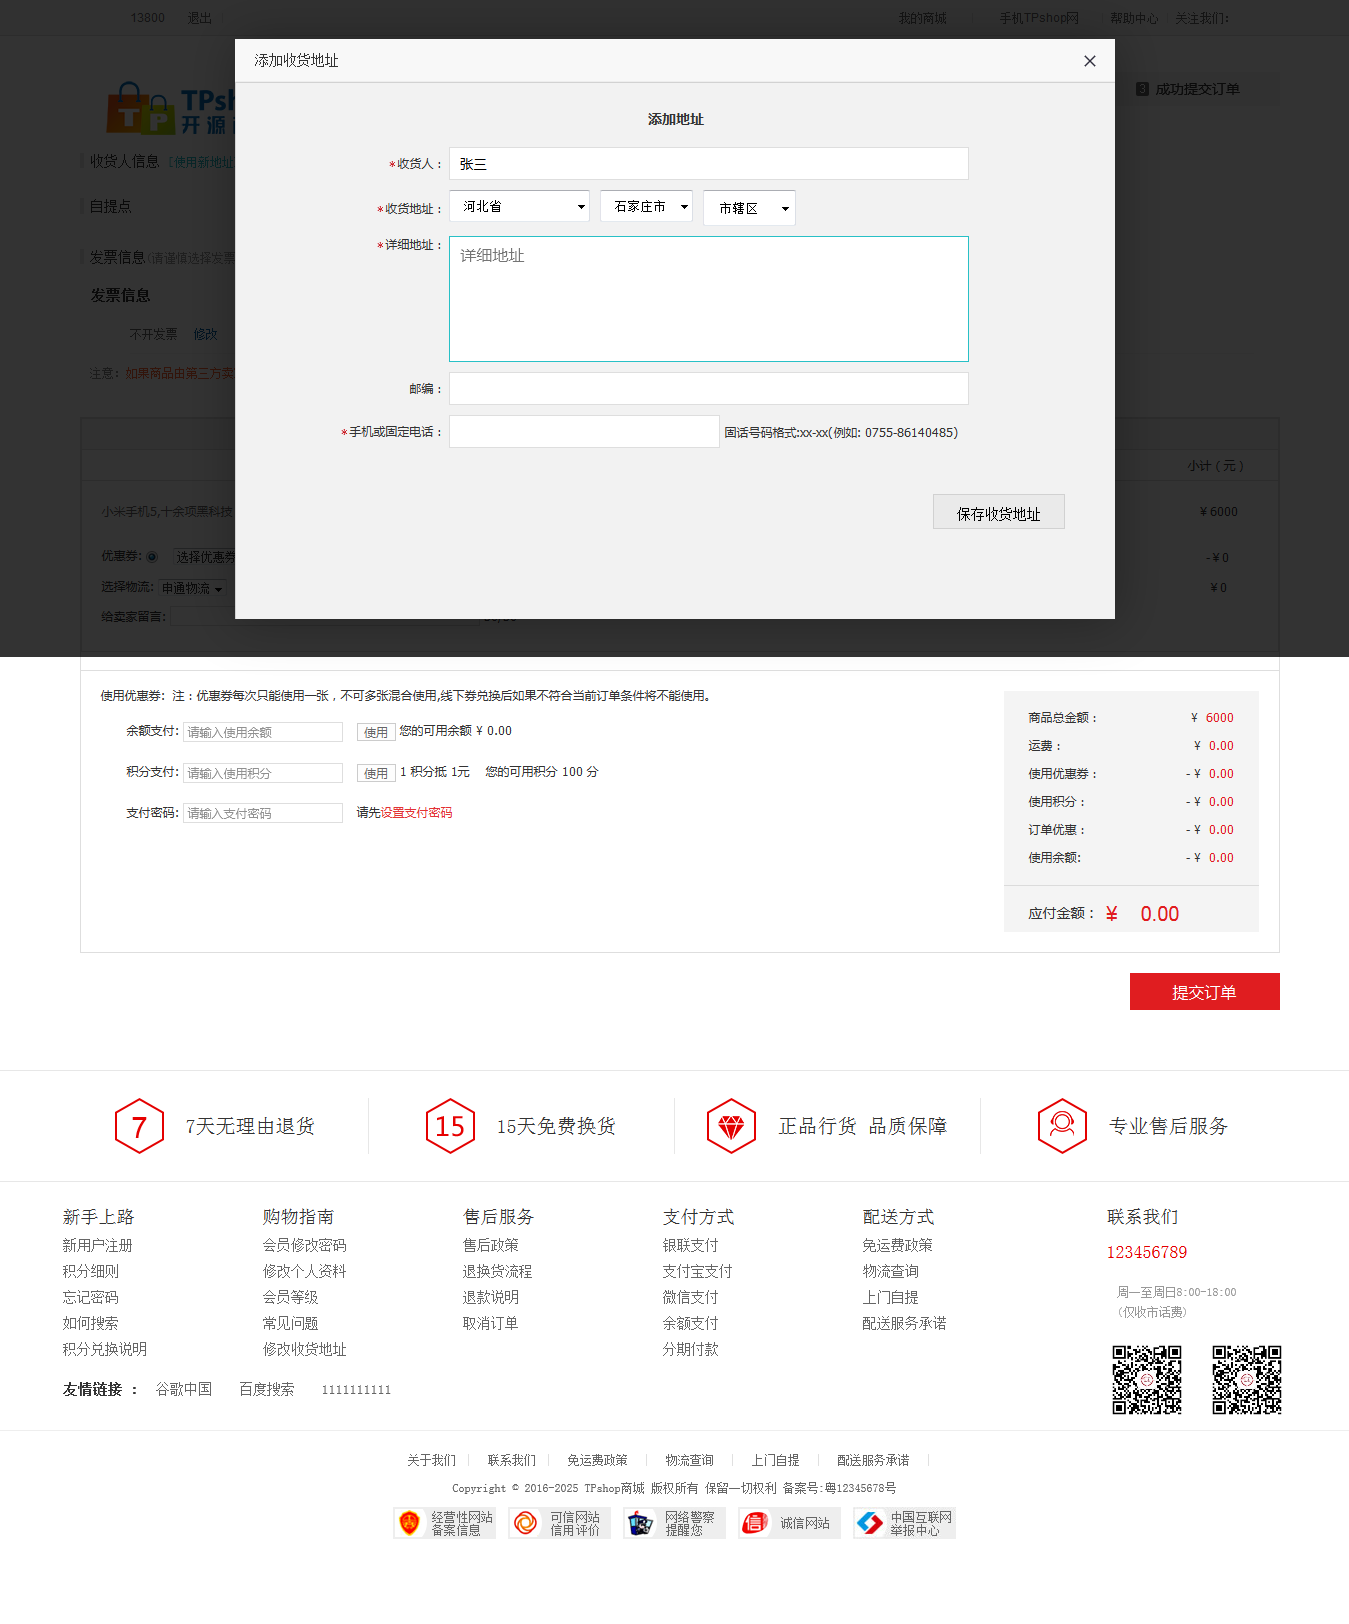 13800 退出 我的商城 手机TPshop网 帮助中心 关注我们:
添加收货地址
TPsh
开源商
3 成功提交订单
添加地址
收货人信息 [使用新地址
*收货人：张三
自提点
*收货地址：河北省 石家庄市 市辖区
*详细地址：详细地址
发票信息(请谨慎选择发票
发票信息
不开发票 修改
注意: 如果商品由第三方卖
邮编：
*手机或固定电话： 固话号码格式:xx-xx(例如: 0755-86140485)
小计（元）
保存收货地址
小米手机5,十余项黑科技 ￥6000
优惠券: 选择优惠券 -￥0
选择物流: 申通物流 ￥0
给卖家留言:
使用优惠券: 注：优惠券每次只能使用一张，不可多张混合使用,线下券兑换后如果不符合当前订单条件将不能使用。
余额支付: 请输入使用余额 使用 您的可用余额 ¥ 0.00
积分支付: 请输入使用积分 使用 1 积分抵 1元 您的可用积分 100 分
支付密码: 请输入支付密码 请先设置支付密码
商品总金额： ¥ 6000
运费： ¥ 0.00
使用优惠券： - ¥ 0.00
使用积分： - ¥ 0.00
订单优惠： - ¥ 0.00
使用余额: - ¥ 0.00
应付金额： ¥ 0.00
提交订单
7 7天无理由退货 15 15天免费换货 正品行货 品质保障 专业售后服务
新手上路 购物指南 售后服务 支付方式 配送方式 联系我们
新用户注册 会员修改密码 售后政策 银联支付 免运费政策 123456789
积分细则 修改个人资料 退换货流程 支付宝支付 物流查询
忘记密码 会员等级 退款说明 微信支付 上门自提 周一至周日8:00-18:00
如何搜索 常见问题 取消订单 余额支付 配送服务承诺 (仅收市话费)
积分兑换说明 修改收货地址 分期付款
友情链接 : 谷歌中国 百度搜索 1111111111
关于我们 联系我们 免运费政策 物流查询 上门自提 配送服务承诺
Copyright © 2016-2025 TPshop商城 版权所有 保留一切权利 备案号:粤12345678号
经营性网站 可信网站 网络警察 诚信网站 中国互联网
备案信息 信用评价 提醒您 举报中心